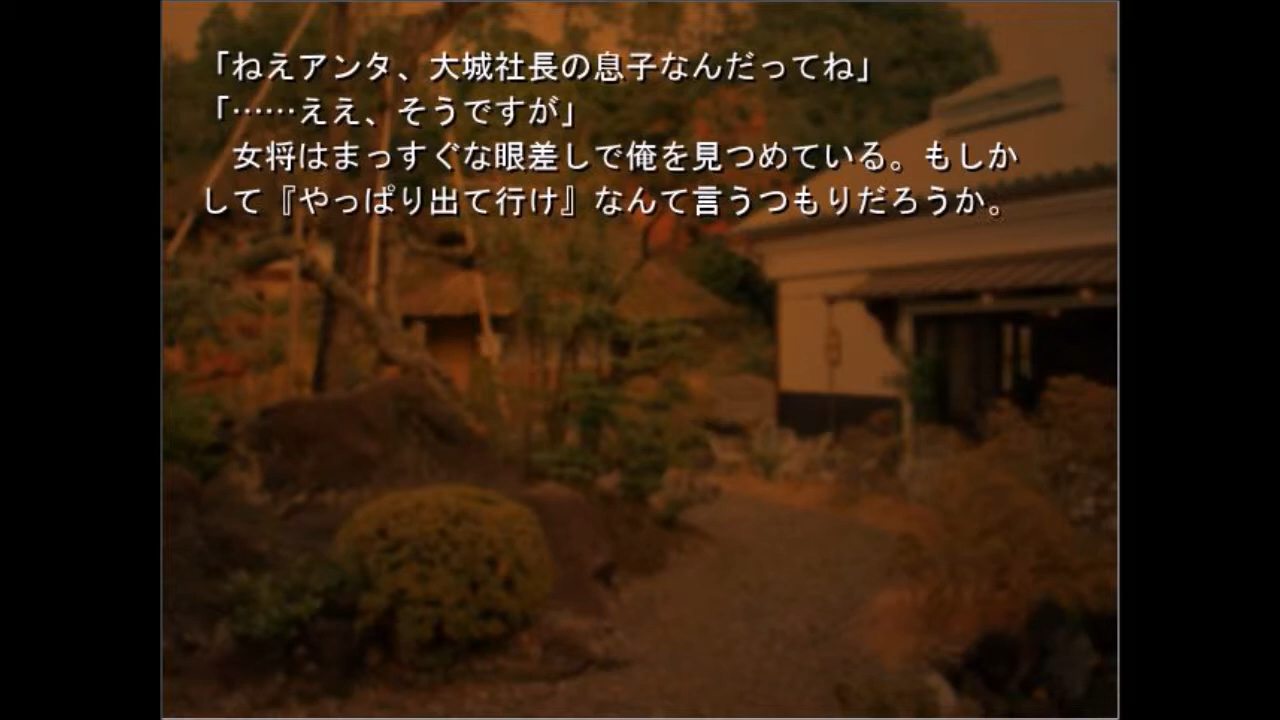 「ねえアンタ、大城社長の息子なんだってね」
「……ええ、そうですが」
　女将はまっすぐな眼差しで俺を見つめている。もしか
して『やっぱり出て行け』なんて言うつもりだろうか。